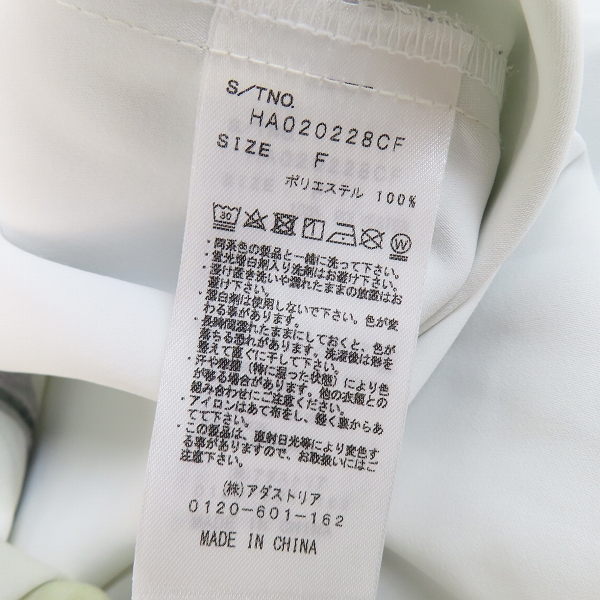 S/TNO.
HA020228CF
SIZE F
ポリエステル 100%
30 W
・同系色の製品と一緒に洗って下さい。
・蛍光増白剤入り洗剤はお避け下さい。
・浸け置き洗いや濡れたままの放置はお
避け下さい。
・漂白剤は使用しないで下さい。色が変
わる事があります。
・長時間濡れたままにしておくと、色が
落ちる恐れがあります。洗濯後は形を
整えて直ぐに干して下さい。
・汗や摩擦（特に湿った状態）により色
が移る場合があります。他の衣類との
組み合わせにご注意ください。
・アイロンはあて布をし、軽く裏からあ
てて下さい。
・この製品は、直射日光等により変色す
る事がありますので、お取扱いにはご
注意下さい。
(株)アダストリア
0120-601-162
MADE IN CHINA